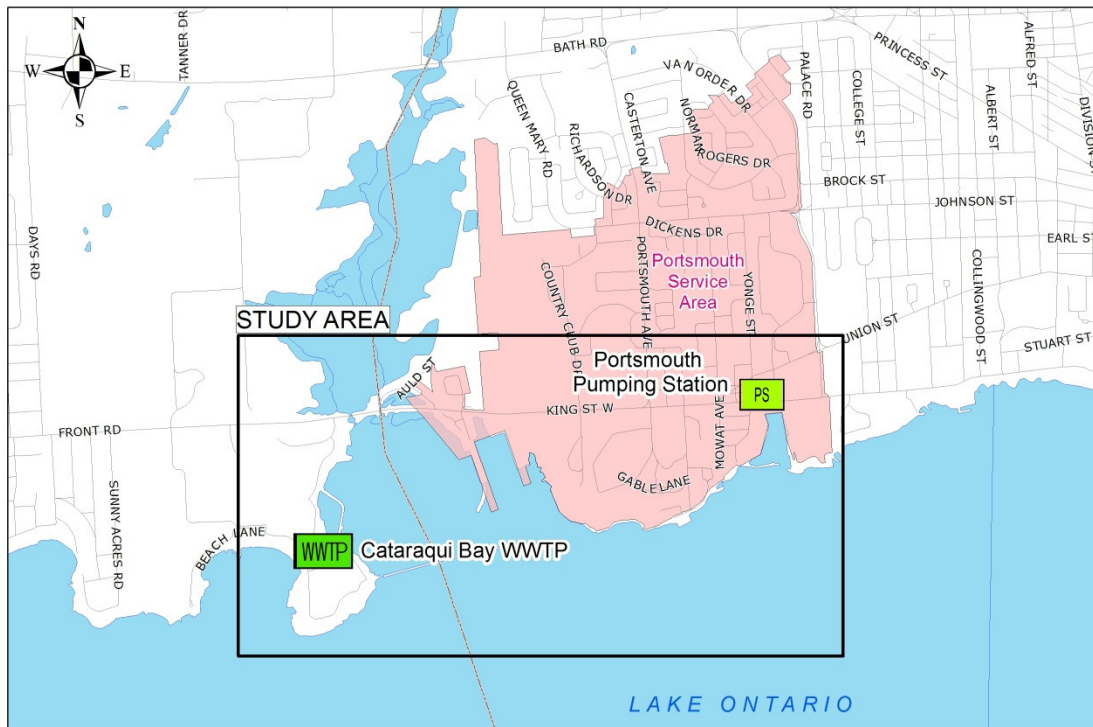 N
W
E
S
TANNER DR
BATH RD
PRINCESS ST
ALFRED ST
VAN ORDER DR
PALACE RD
COLLEGE ST
ALBERT ST
DIVISION ST
QUEEN MARY RD
CASTERTON AVE
NORMAN
RICHARDSON DR
ROGERS DR
BROCK ST
JOHNSON ST
DAYS RD
DICKENS DR
EARL ST
PORTSMOUTH AVE
Portsmouth
Service
Area
COUNTRY CLUB DR
YONGE ST
COLLINGWOOD ST
UNION ST
STUART ST
STUDY AREA
AULD ST
Portsmouth
Pumping Station
PS
KING ST W
MOWAT AVE
FRONT RD
GABLE LANE
SUNNY ACRES RD
BEACH LANE
WWTP
Cataraqui Bay WWTP
LAKE ONTARIO